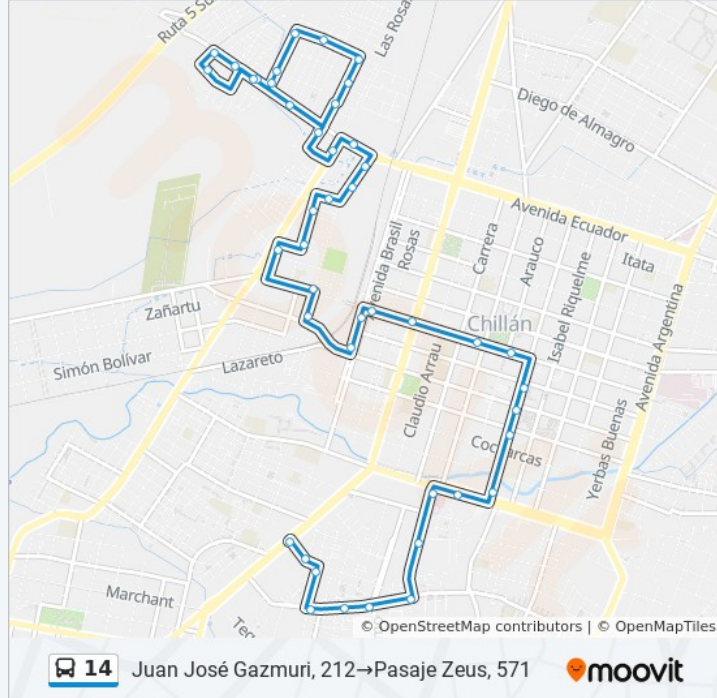 Ruta 5 Su
Las Rosas
Diego de Almagro
Avenida Ecuador
Avenida Brasil
Rosas
Carrera
Arauco
Isabel Riquelme
Itata
Avenida Argentina
Zañartu
Chillán
Simón Bolívar
Lazareto
Claudio Arrau
Yerbas Buenas
Marchant
© OpenStreetMap contributors | © OpenMapTiles
14 Juan José Gazmuri, 212→Pasaje Zeus, 571
moovit